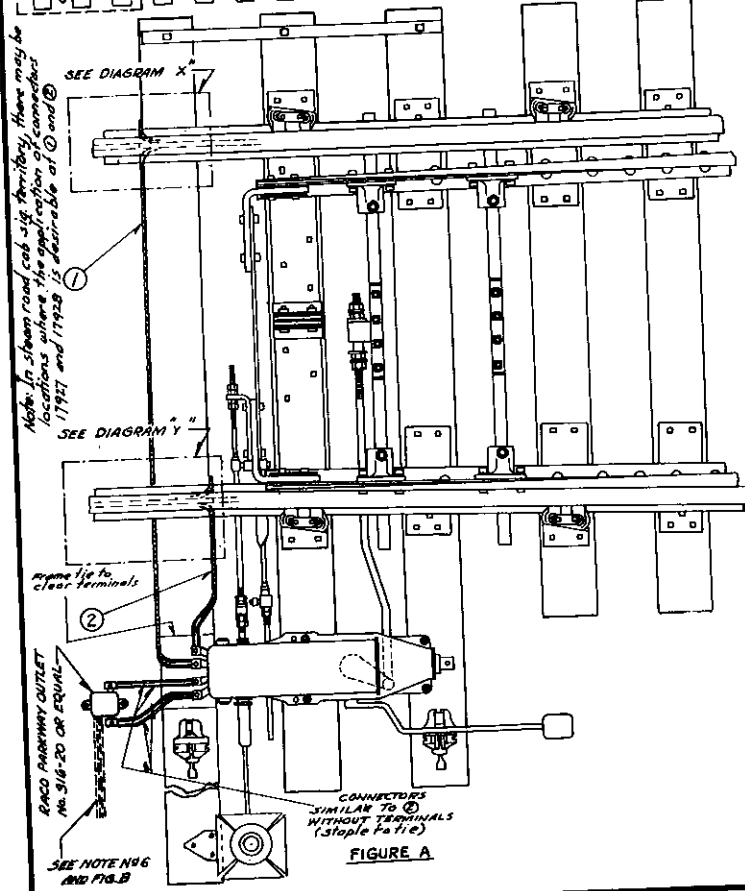 Note: In steam road cab sig. territory, there may be
locations where the application of connectors
17927 and 17928 is desirable at ① and ②
SEE DIAGRAM "X"
①
SEE DIAGRAM "Y"
Frame tie to
clear terminals
②
RACO PARKWAY OUTLET
No. 916-20 OR EQUAL
SEE NOTE Nº6
AND FIG. B
CONNECTORS
SIMILAR TO ②
WITHOUT TERMINALS
(staple to tie)
FIGURE A